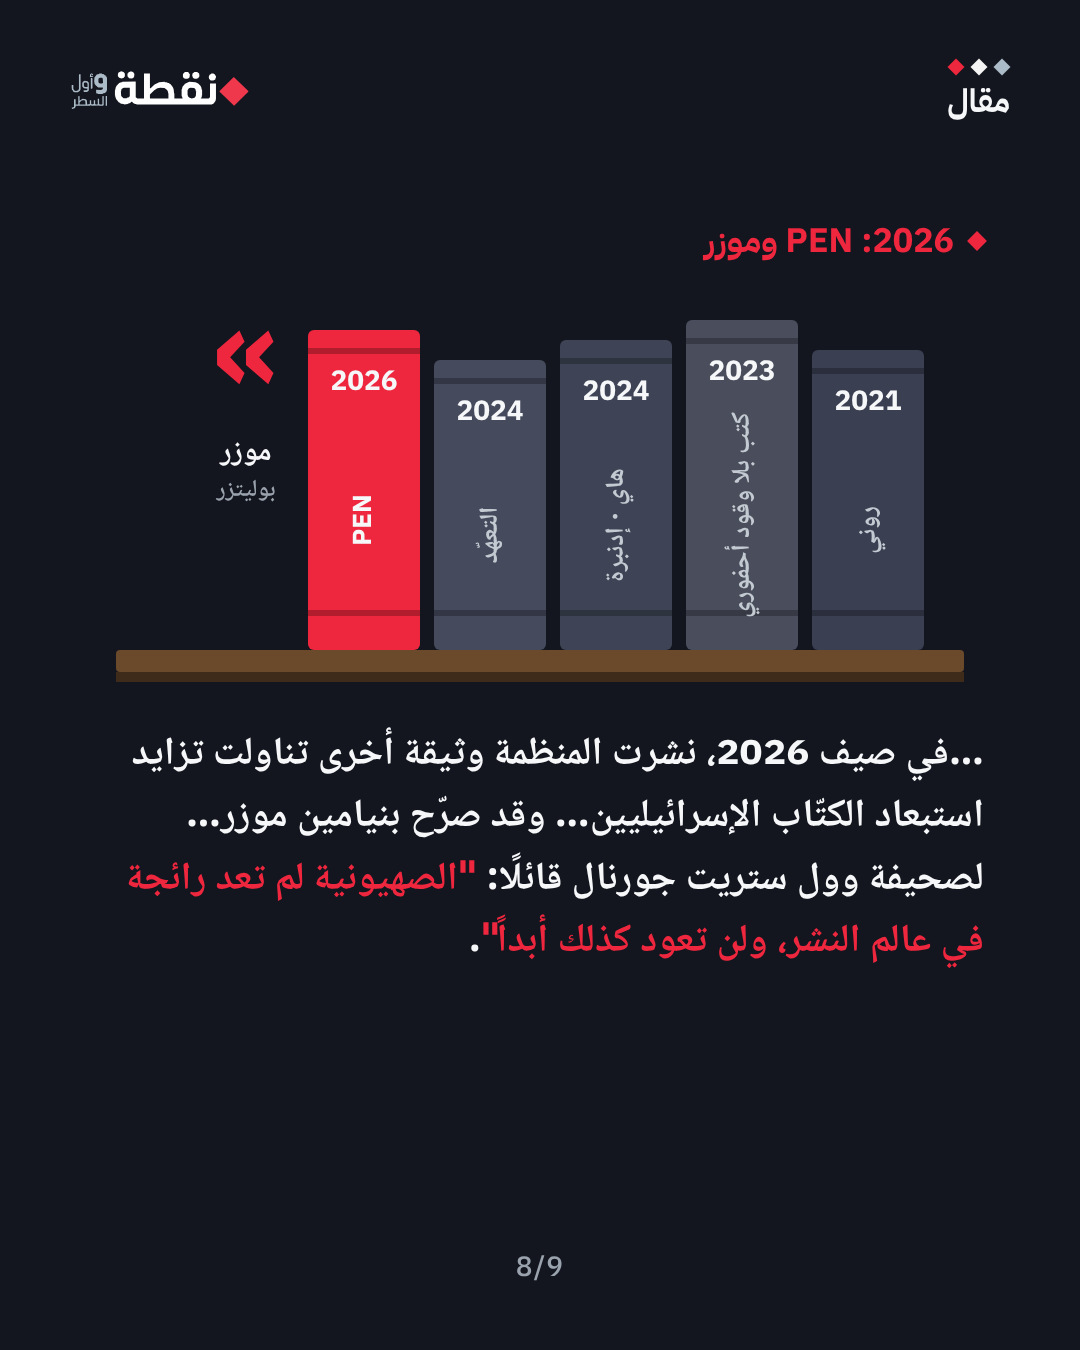 مقال
نقطة
وأول
السطر
2026: PEN وموزر
2021
روني
2023
كتب بلا وقود أحفوري
2024
هاي · إدنبرة
2024
التعهّد
2026
PEN
»
موزر
بوليتزر
...في صيف 2026، نشرت المنظمة وثيقة أخرى تناولت تزايد
استبعاد الكتّاب الإسرائيليين... وقد صرّح بنيامين موزر...
لصحيفة وول ستريت جورنال قائلًا: "الصهيونية لم تعد رائجة
في عالم النشر، ولن تعود كذلك أبداً".
8/9